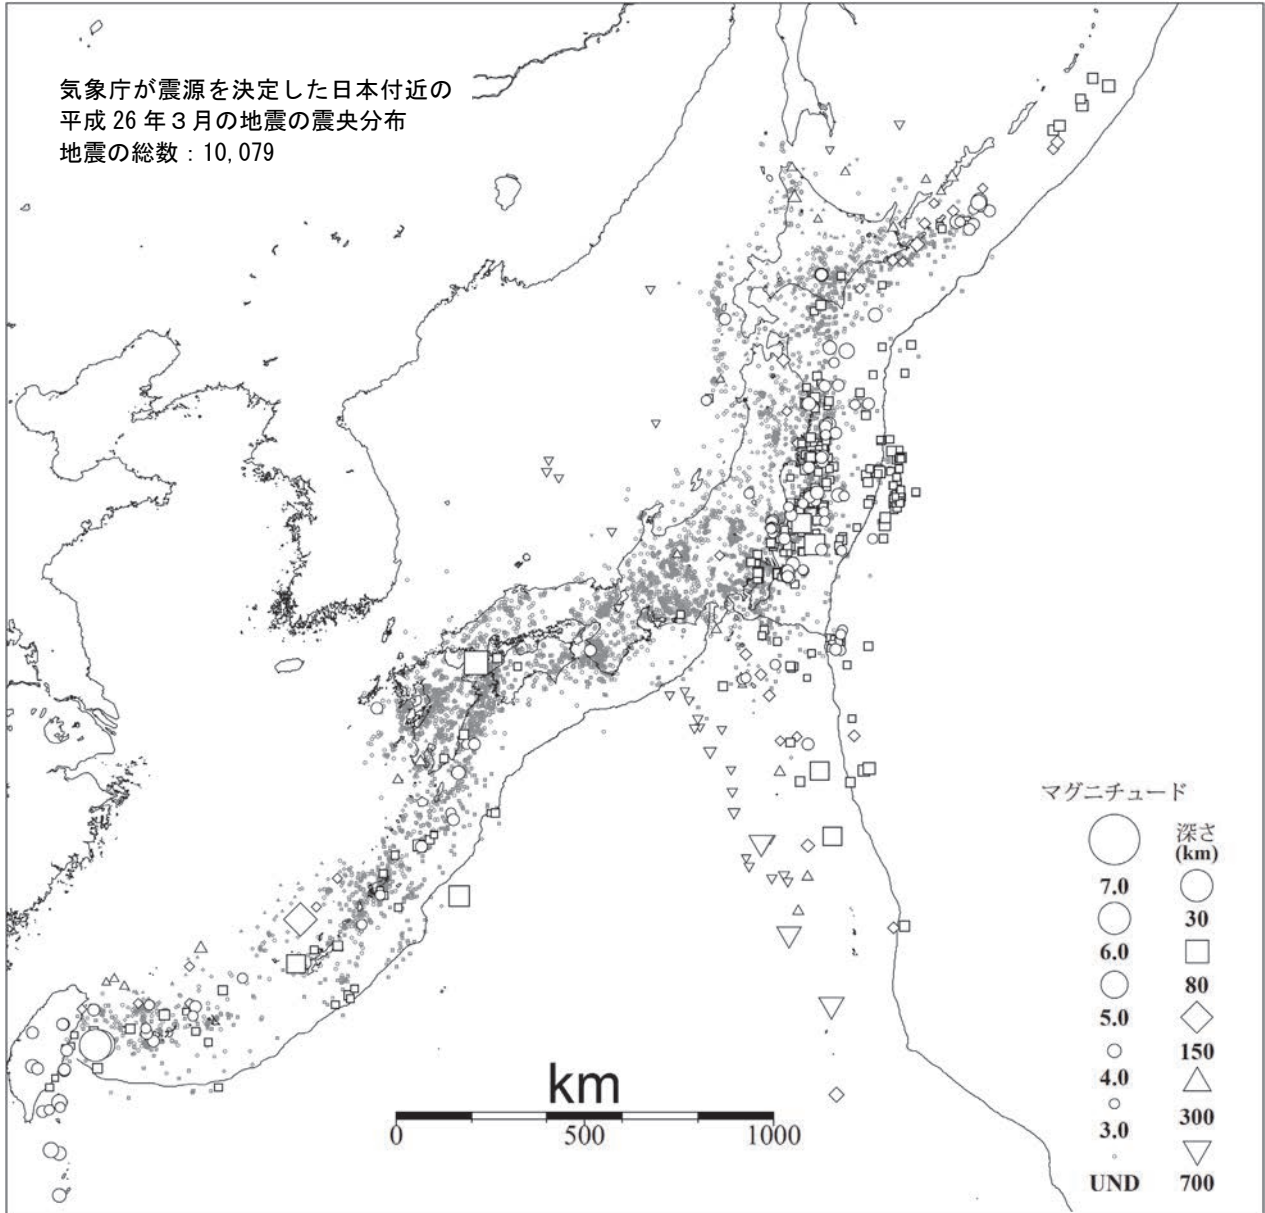 気象庁が震源を決定した日本付近の
平成26年３月の地震の震央分布
地震の総数：10,079
マグニチュード
深さ
(km)
7.0
30
6.0
80
5.0
150
4.0
300
3.0
UND
700
km
0
500
1000